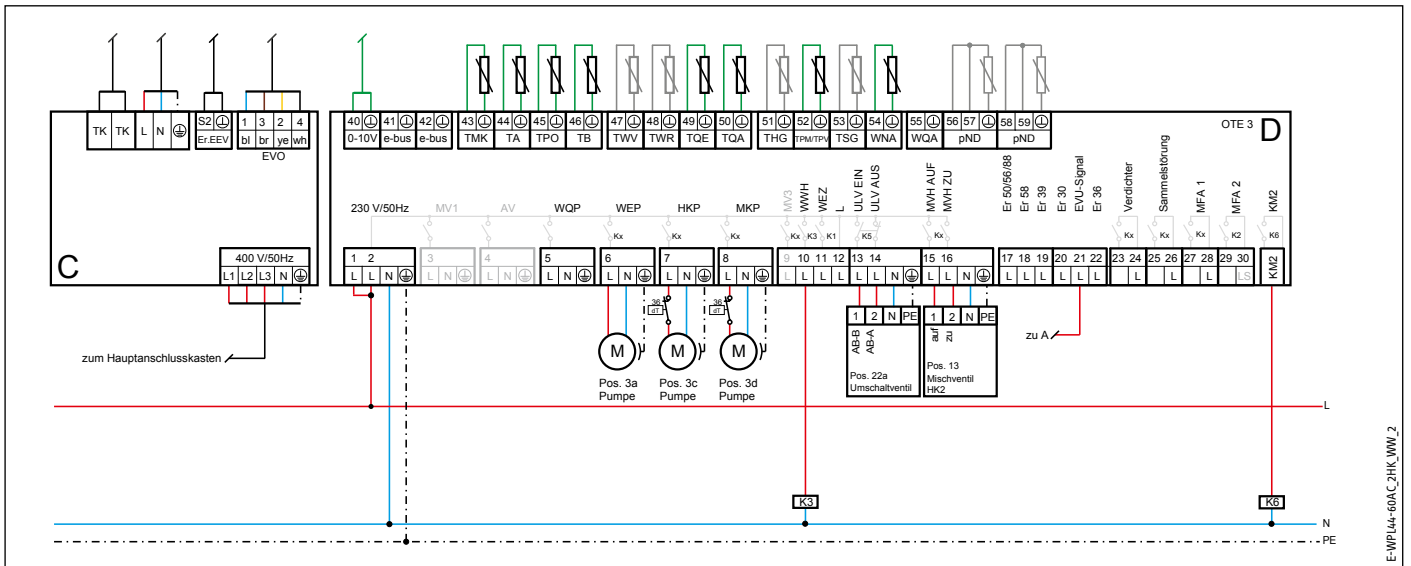 TK TK L N
S2
Er.EEV
1 3 2 4
bl br ye wh
EVO
C
400 V/50Hz
L1 L2 L3 N
zum Hauptanschlusskasten
40 41 42
0-10V e-bus e-bus
43 44 45 46
TMK TA TPO TB
47 48 49 50
TWV TWR TQE TQA
51 52 53 54
THG TPM/TPV TSG WNA
55 56 57
WQA pND
58 59
pND
OTE 3
D
230 V/50Hz
MV1
AV
WQP
WEP
HKP
MKP
MV3
WWH
WEZ
L
ULV EIN
ULV AUS
MVH AUF
MVH ZU
Er 50/56/88
Er 58
Er 39
Er 30
EVU-Signal
Er 36
Verdichter
Sammelstörung
MFA 1
MFA 2
KM2
Kx Kx Kx Kx K3 K1 K5 Kx Kx Kx Kx K2 K6
1 2
L L N
3
L N
4
L N
5
L N
6
L N
7
L N
8
L N
9 10 11 12 13 14
L L L L L L N
15 16
L L N
17 18 19 20 21 22
L L L L L L
23 24
L
25 26
L
27 28
L
29 30
LS
KM2
36
dT
36
dT
M
M
M
Pos. 3a
Pumpe
Pos. 3c
Pumpe
Pos. 3d
Pumpe
1 2 N PE
AB-B
AB-A
Pos. 22a
Umschaltventil
1 2 N PE
auf
zu
Pos. 13
Mischventil
HK2
zu A
L
K3
K6
N
PE
E-WPL44-60AC_2HK_WW_2